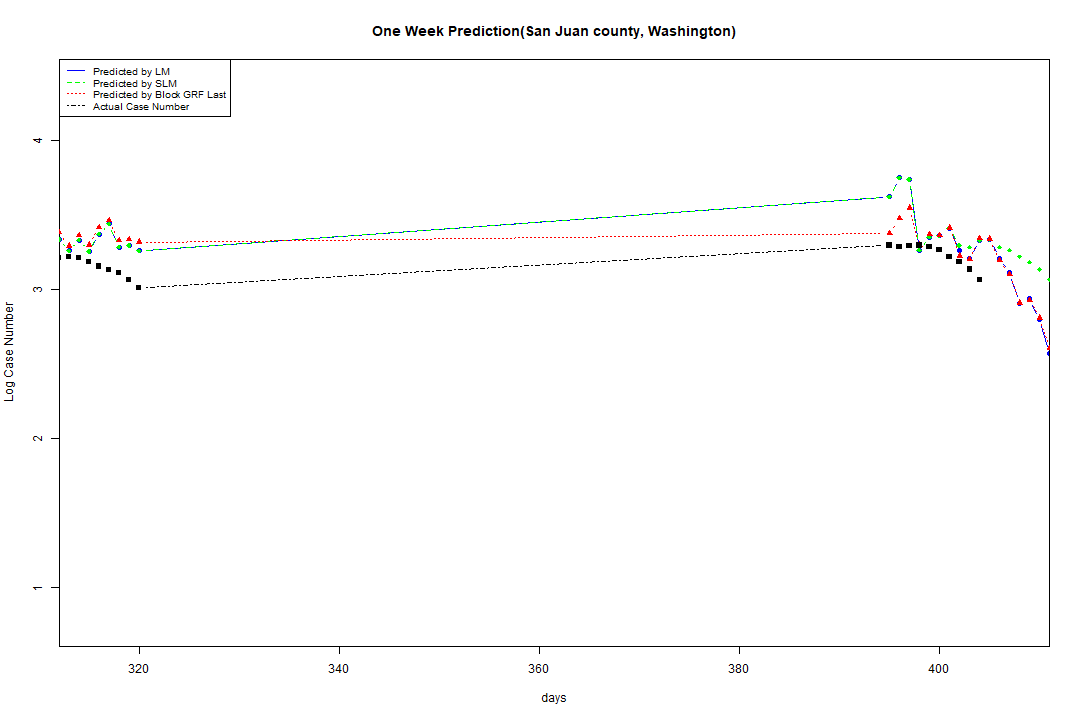 One Week Prediction(San Juan county, Washington)
Predicted by LM
Predicted by SLM
Predicted by Block GRF Last
Actual Case Number
4
3
2
1
Log Case Number
320 340 360 380 400
days